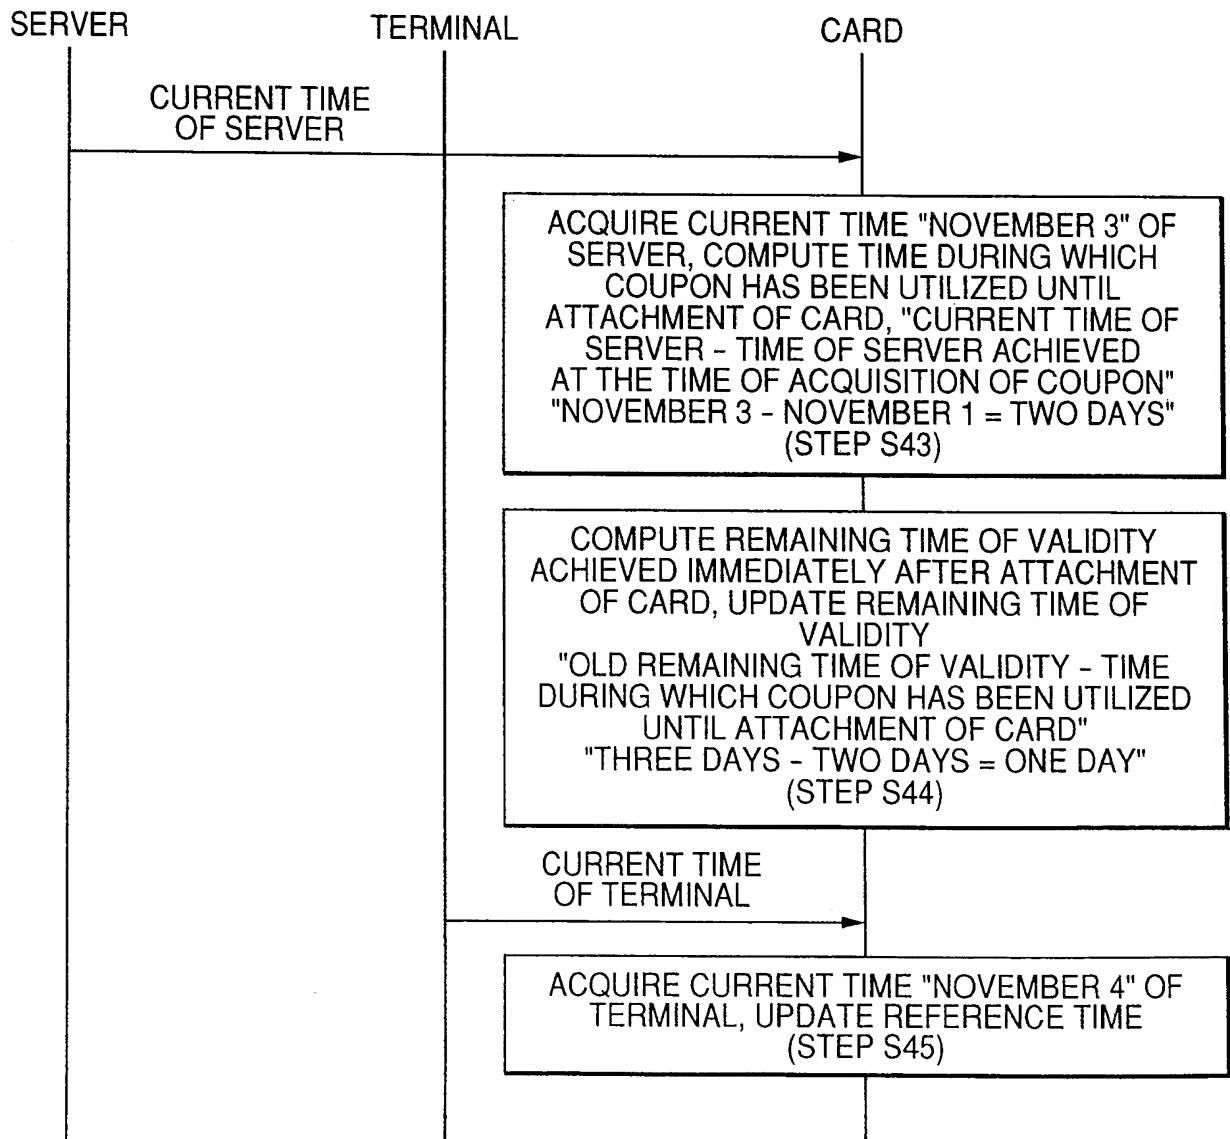 SERVER
TERMINAL
CARD
CURRENT TIME
OF SERVER
ACQUIRE CURRENT TIME "NOVEMBER 3" OF
SERVER, COMPUTE TIME DURING WHICH
COUPON HAS BEEN UTILIZED UNTIL
ATTACHMENT OF CARD, "CURRENT TIME OF
SERVER - TIME OF SERVER ACHIEVED
AT THE TIME OF ACQUISITION OF COUPON"
"NOVEMBER 3 - NOVEMBER 1 = TWO DAYS"
(STEP S43)
COMPUTE REMAINING TIME OF VALIDITY
ACHIEVED IMMEDIATELY AFTER ATTACHMENT
OF CARD, UPDATE REMAINING TIME OF
VALIDITY
"OLD REMAINING TIME OF VALIDITY - TIME
DURING WHICH COUPON HAS BEEN UTILIZED
UNTIL ATTACHMENT OF CARD"
"THREE DAYS - TWO DAYS = ONE DAY"
(STEP S44)
CURRENT TIME
OF TERMINAL
ACQUIRE CURRENT TIME "NOVEMBER 4" OF
TERMINAL, UPDATE REFERENCE TIME
(STEP S45)